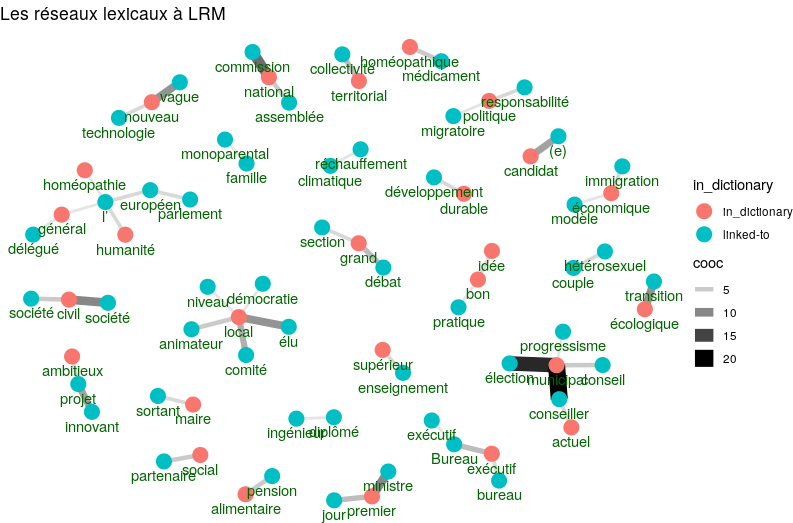 Les réseaux lexicaux à LRM
homéopathique
commission
collectivité
médicament
national
vague
territorial
responsabilité
assemblée
nouveau
politique
technologie
migratoire
(e)
monoparental
réchauffement
candidat
famille
climatique
immigration
homéopathie
développement
européen
parlement
durable
économique
l'
modèle
général
délégué
humanité
section
grand
idée
hétérosexuel
débat
couple
bon
transition
niveau
démocratie
société
civil
société
pratique
écologique
local
animateur
élu
progressisme
comité
supérieur
ambitieux
élection
municipal
conseil
projet
enseignement
sortant
maire
conseiller
innovant
ingénieur
diplômé
exécutif
actuel
Bureau
social
partenaire
exécutif
pension
ministre
bureau
alimentaire
jour
premier
in_dictionary
in_dictionary
linked-to
cooc
5
10
15
20